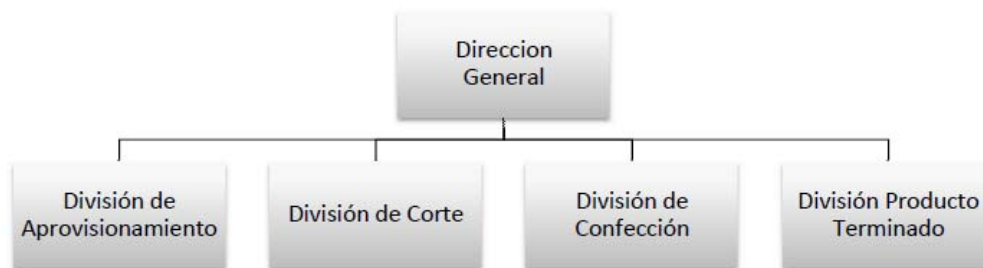 Direccion
General
División de
Aprovisionamiento
División de Corte
División de
Confección
División Producto
Terminado